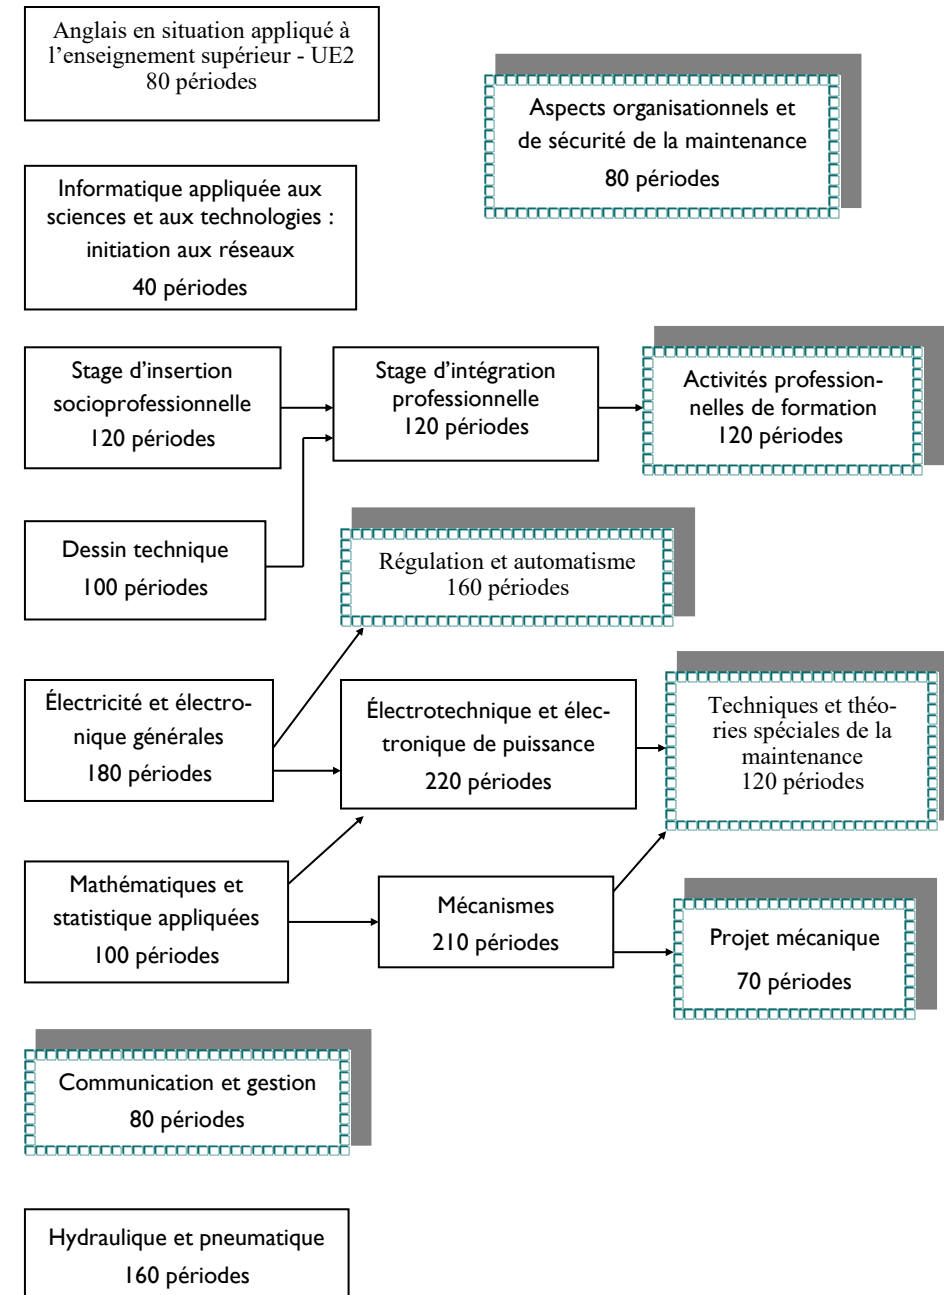 Anglais en situation appliqué à
l’enseignement supérieur - UE2
80 périodes
Aspects organisationnels et
de sécurité de la maintenance
80 périodes
Informatique appliquée aux
sciences et aux technologies :
initiation aux réseaux
40 périodes
Stage d’insertion
socioprofessionnelle
120 périodes
Stage d’intégration
professionnelle
120 périodes
Activités profession-
nelles de formation
120 périodes
Dessin technique
100 périodes
Régulation et automatisme
160 périodes
Électricité et électro-
nique générales
180 périodes
Électrotechnique et élec-
tronique de puissance
220 périodes
Techniques et théo-
ries spéciales de la
maintenance
120 périodes
Mathématiques et
statistique appliquées
100 périodes
Mécanismes
210 périodes
Projet mécanique
70 périodes
Communication et gestion
80 périodes
Hydraulique et pneumatique
160 périodes